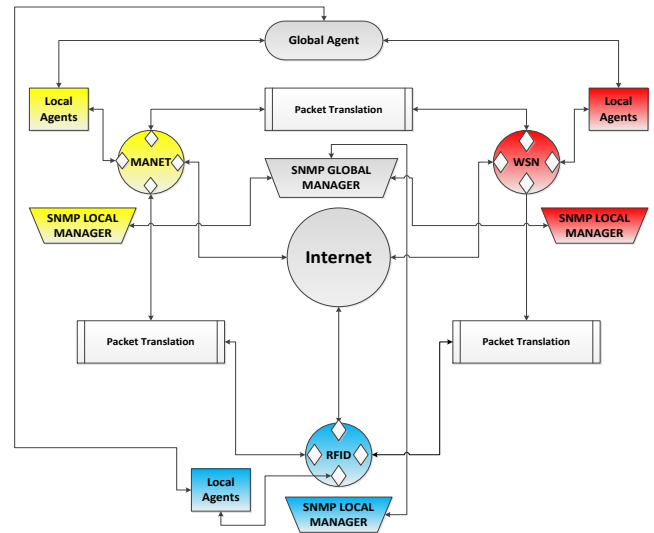 Global Agent
Local
Agents
Local
Agents
Packet Translation
MANET
WSN
SNMP GLOBAL
MANAGER
SNMP LOCAL
MANAGER
SNMP LOCAL
MANAGER
Internet
Packet Translation
Packet Translation
RFID
Local
Agents
SNMP LOCAL
MANAGER